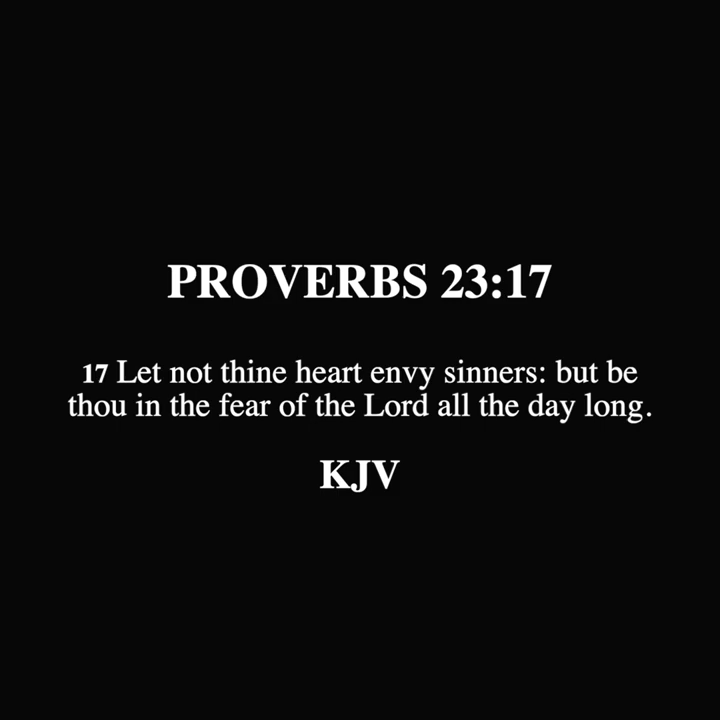 PROVERBS 23:17
17 Let not thine heart envy sinners: but be
thou in the fear of the Lord all the day long.
KJV